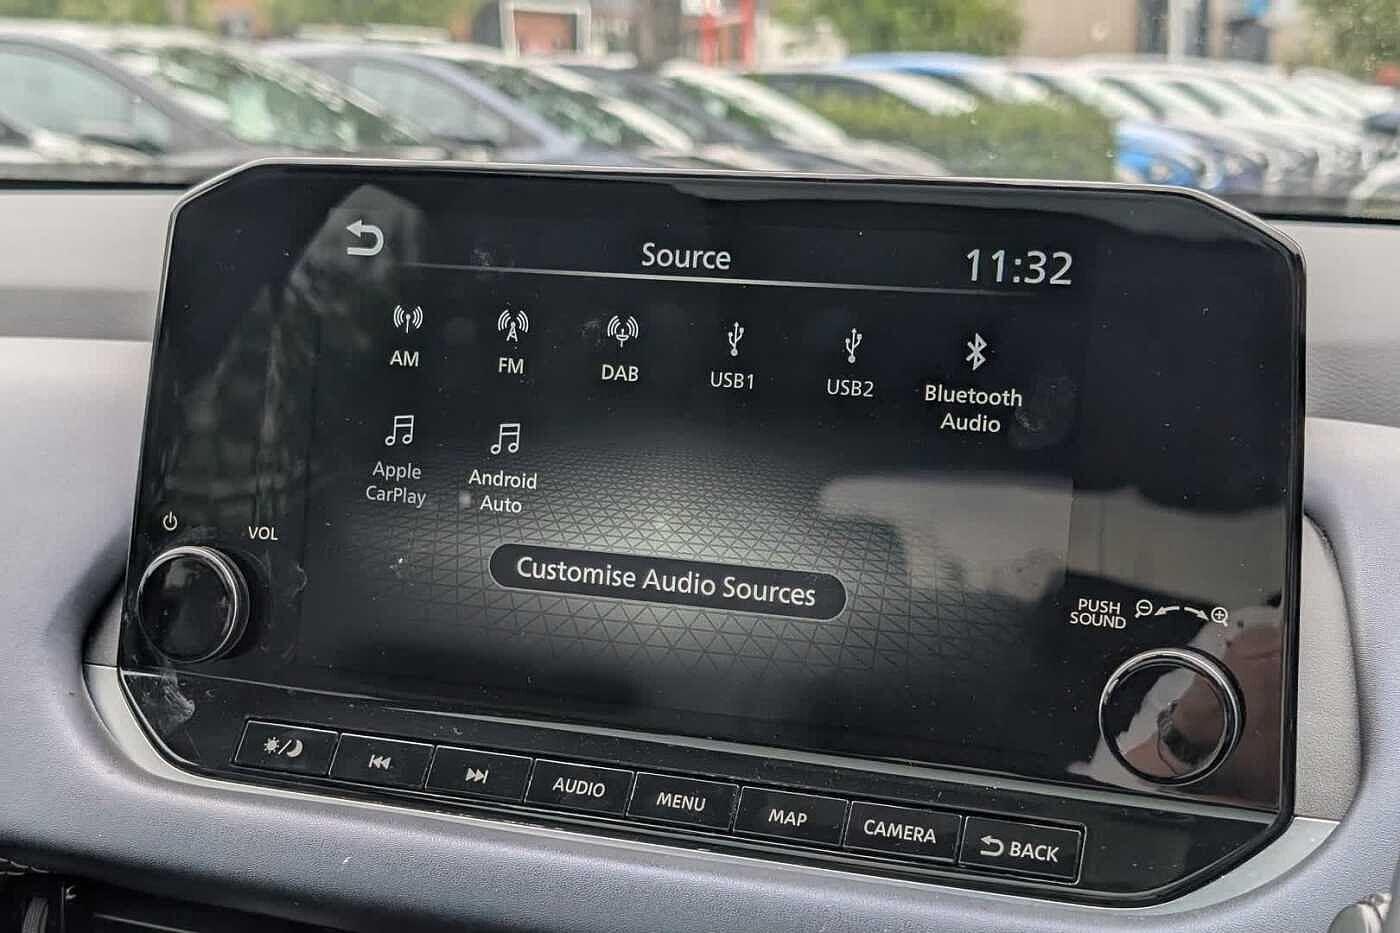 Source
11:32
AM
FM
DAB
USB1
USB2
Bluetooth
Audio
Apple
CarPlay
Android
Auto
VOL
Customise Audio Sources
PUSH
SOUND
AUDIO
MENU
MAP
CAMERA
BACK